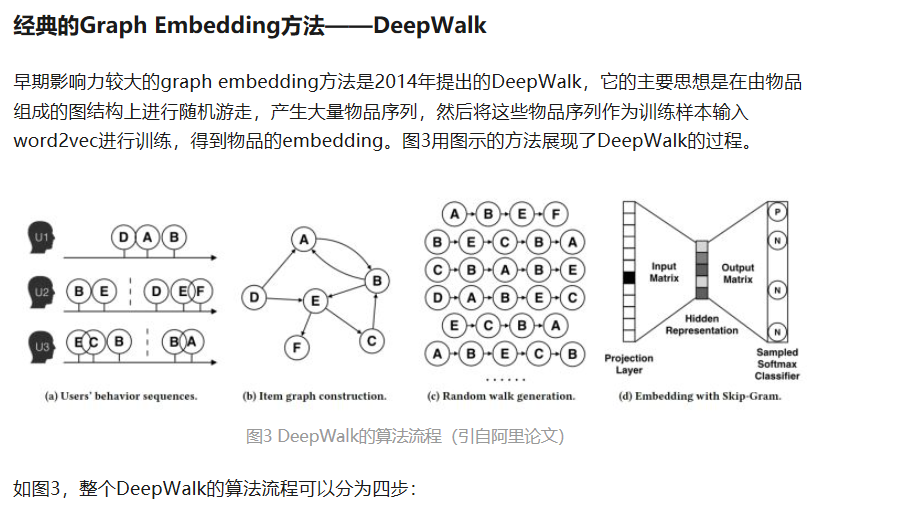 经典的Graph Embedding方法——DeepWalk
早期影响力较大的graph embedding方法是2014年提出的DeepWalk，它的主要思想是在由物品
组成的图结构上进行随机游走，产生大量物品序列，然后将这些物品序列作为训练样本输入
word2vec进行训练，得到物品的embedding。图3用图示的方法展现了DeepWalk的过程。
U1
D A B
U2
B E D E F
U3
E C B B A
(a) Users' behavior sequences.
A
B
D
E
F
C
(b) Item graph construction.
A B E F
B E C B A
C B A B E
D A B E C
E C B A
A B E C B
......
(c) Random walk generation.
Projection
Layer
Input
Matrix
Hidden
Representation
Output
Matrix
P
N
N
N
Sampled
Softmax
Classifier
(d) Embedding with Skip-Gram.
图3 DeepWalk的算法流程（引自阿里论文）
如图3，整个DeepWalk的算法流程可以分为四步：